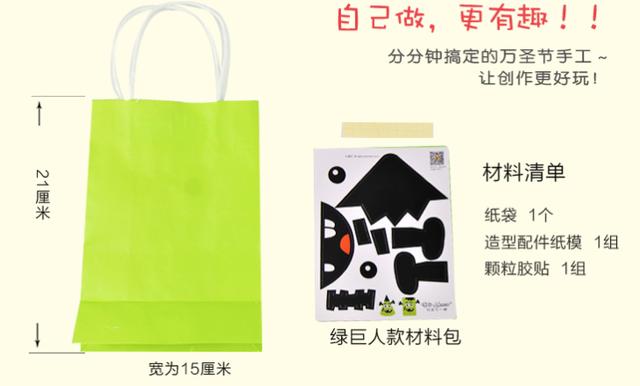 自己做，更有趣！！
分分钟搞定的万圣节手工～
让创作更好玩！
21厘米
材料清单
纸袋 1个
造型配件纸模 1组
颗粒胶贴 1组
绿巨人款材料包
宽为15厘米